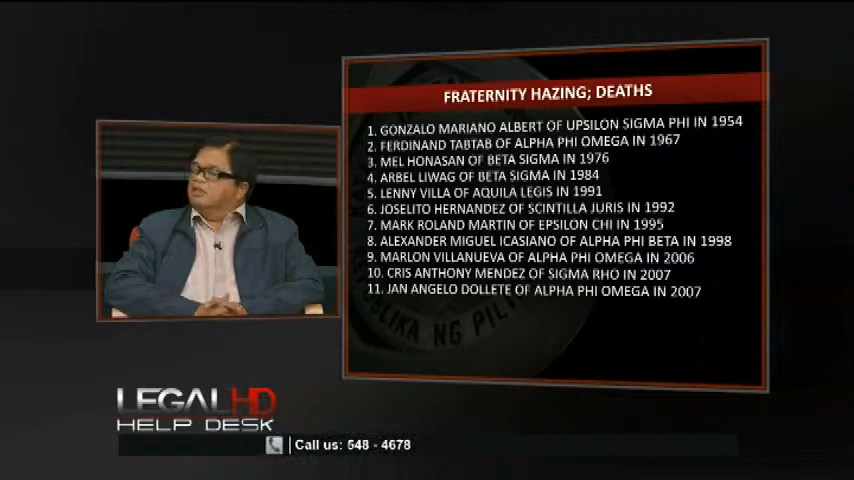 FRATERNITY HAZING; DEATHS
1. GONZALO MARIANO ALBERT OF UPSILON SIGMA PHI IN 1954
2. FERDINAND TABTAB OF ALPHA PHI OMEGA IN 1967
3. MEL HONASAN OF BETA SIGMA IN 1976
4. ARBEL LIWAG OF BETA SIGMA IN 1984
5. LENNY VILLA OF AQUILA LEGIS IN 1991
6. JOSELITO HERNANDEZ OF SCINTILLA JURIS IN 1992
7. MARK ROLAND MARTIN OF EPSILON CHI IN 1995
8. ALEXANDER MIGUEL ICASIANO OF ALPHA PHI BETA IN 1998
9. MARLON VILLANUEVA OF ALPHA PHI OMEGA IN 2006
10. CRIS ANTHONY MENDEZ OF SIGMA RHO IN 2007
11. JAN ANGELO DOLLETE OF ALPHA PHI OMEGA IN 2007
NG
LEGAL HD
HELP DESK
Call us: 548 - 4678